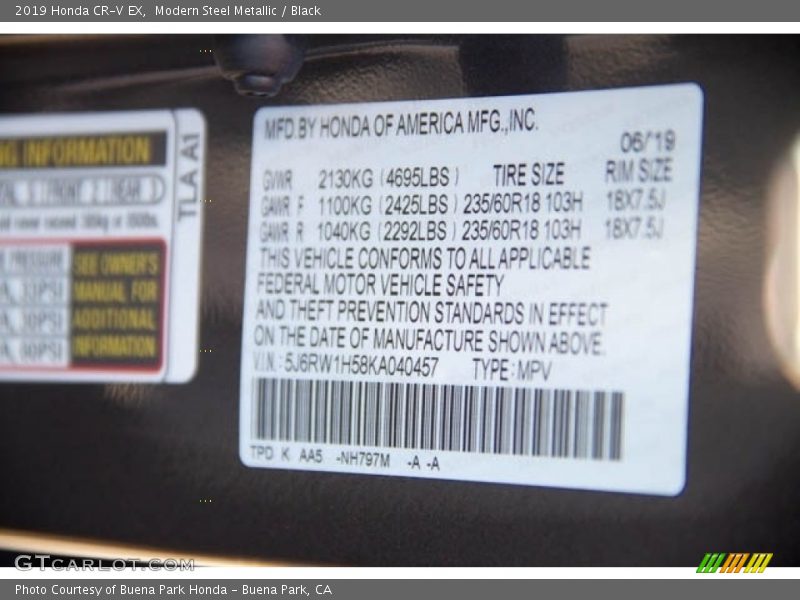 2019 Honda CR-V EX, Modern Steel Metallic / Black
MFD.BY HONDA OF AMERICA MFG.,INC.
06/19
GVWR 2130KG (4695LBS) TIRE SIZE RIM SIZE
GAWR F 1100KG (2425LBS) 235/60R18 103H 18X7.5J
GAWR R 1040KG (2292LBS) 235/60R18 103H 18X7.5J
THIS VEHICLE CONFORMS TO ALL APPLICABLE
FEDERAL MOTOR VEHICLE SAFETY
AND THEFT PREVENTION STANDARDS IN EFFECT
ON THE DATE OF MANUFACTURE SHOWN ABOVE.
V.I.N.:5J6RW1H58KA040457 TYPE:MPV
TPD K AA5 -NH797M -A -A
INFORMATION
TLA A1
FRONT 2 REAR
PRESSURE
SEE OWNER'S
MANUAL FOR
ADDITIONAL
INFORMATION
GTCARLOT.COM
Photo Courtesy of Buena Park Honda - Buena Park, CA